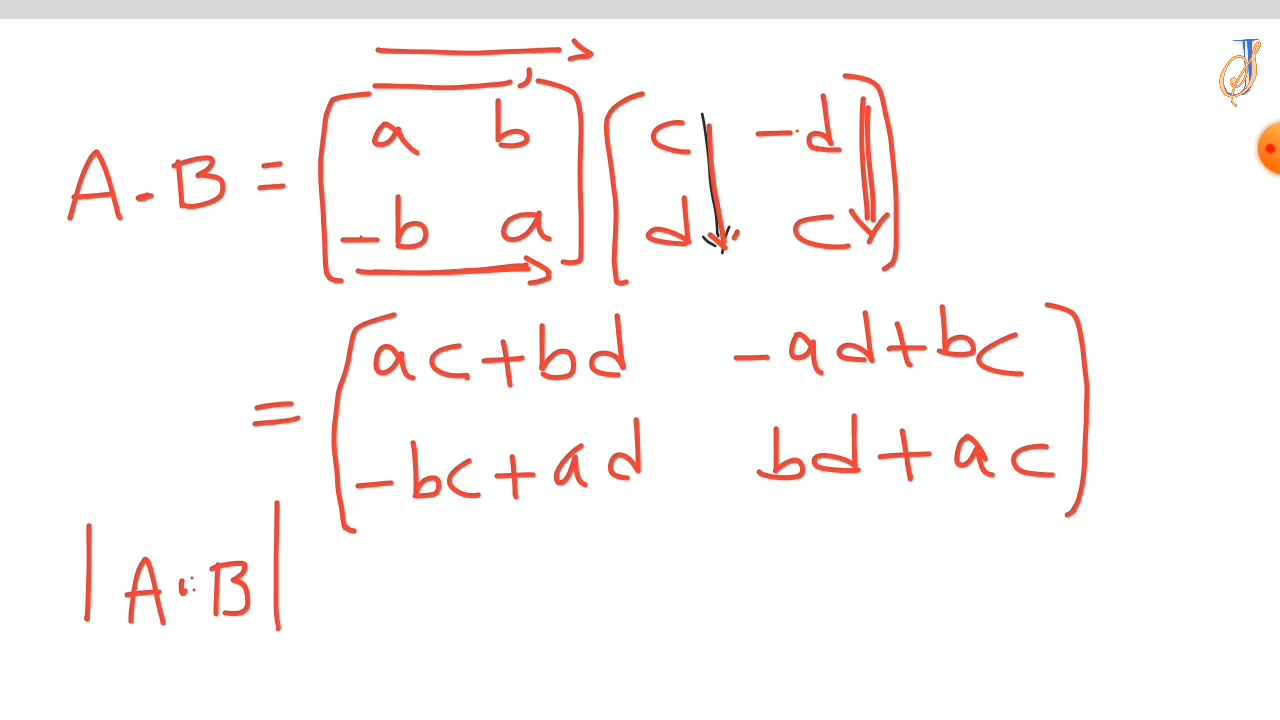 A . B = [ a b ] [ c -d ]
[ -b a ] [ d c ]
= [ ac+bd -ad+bc ]
[ -bc+ad bd+ac ]
| A.B |